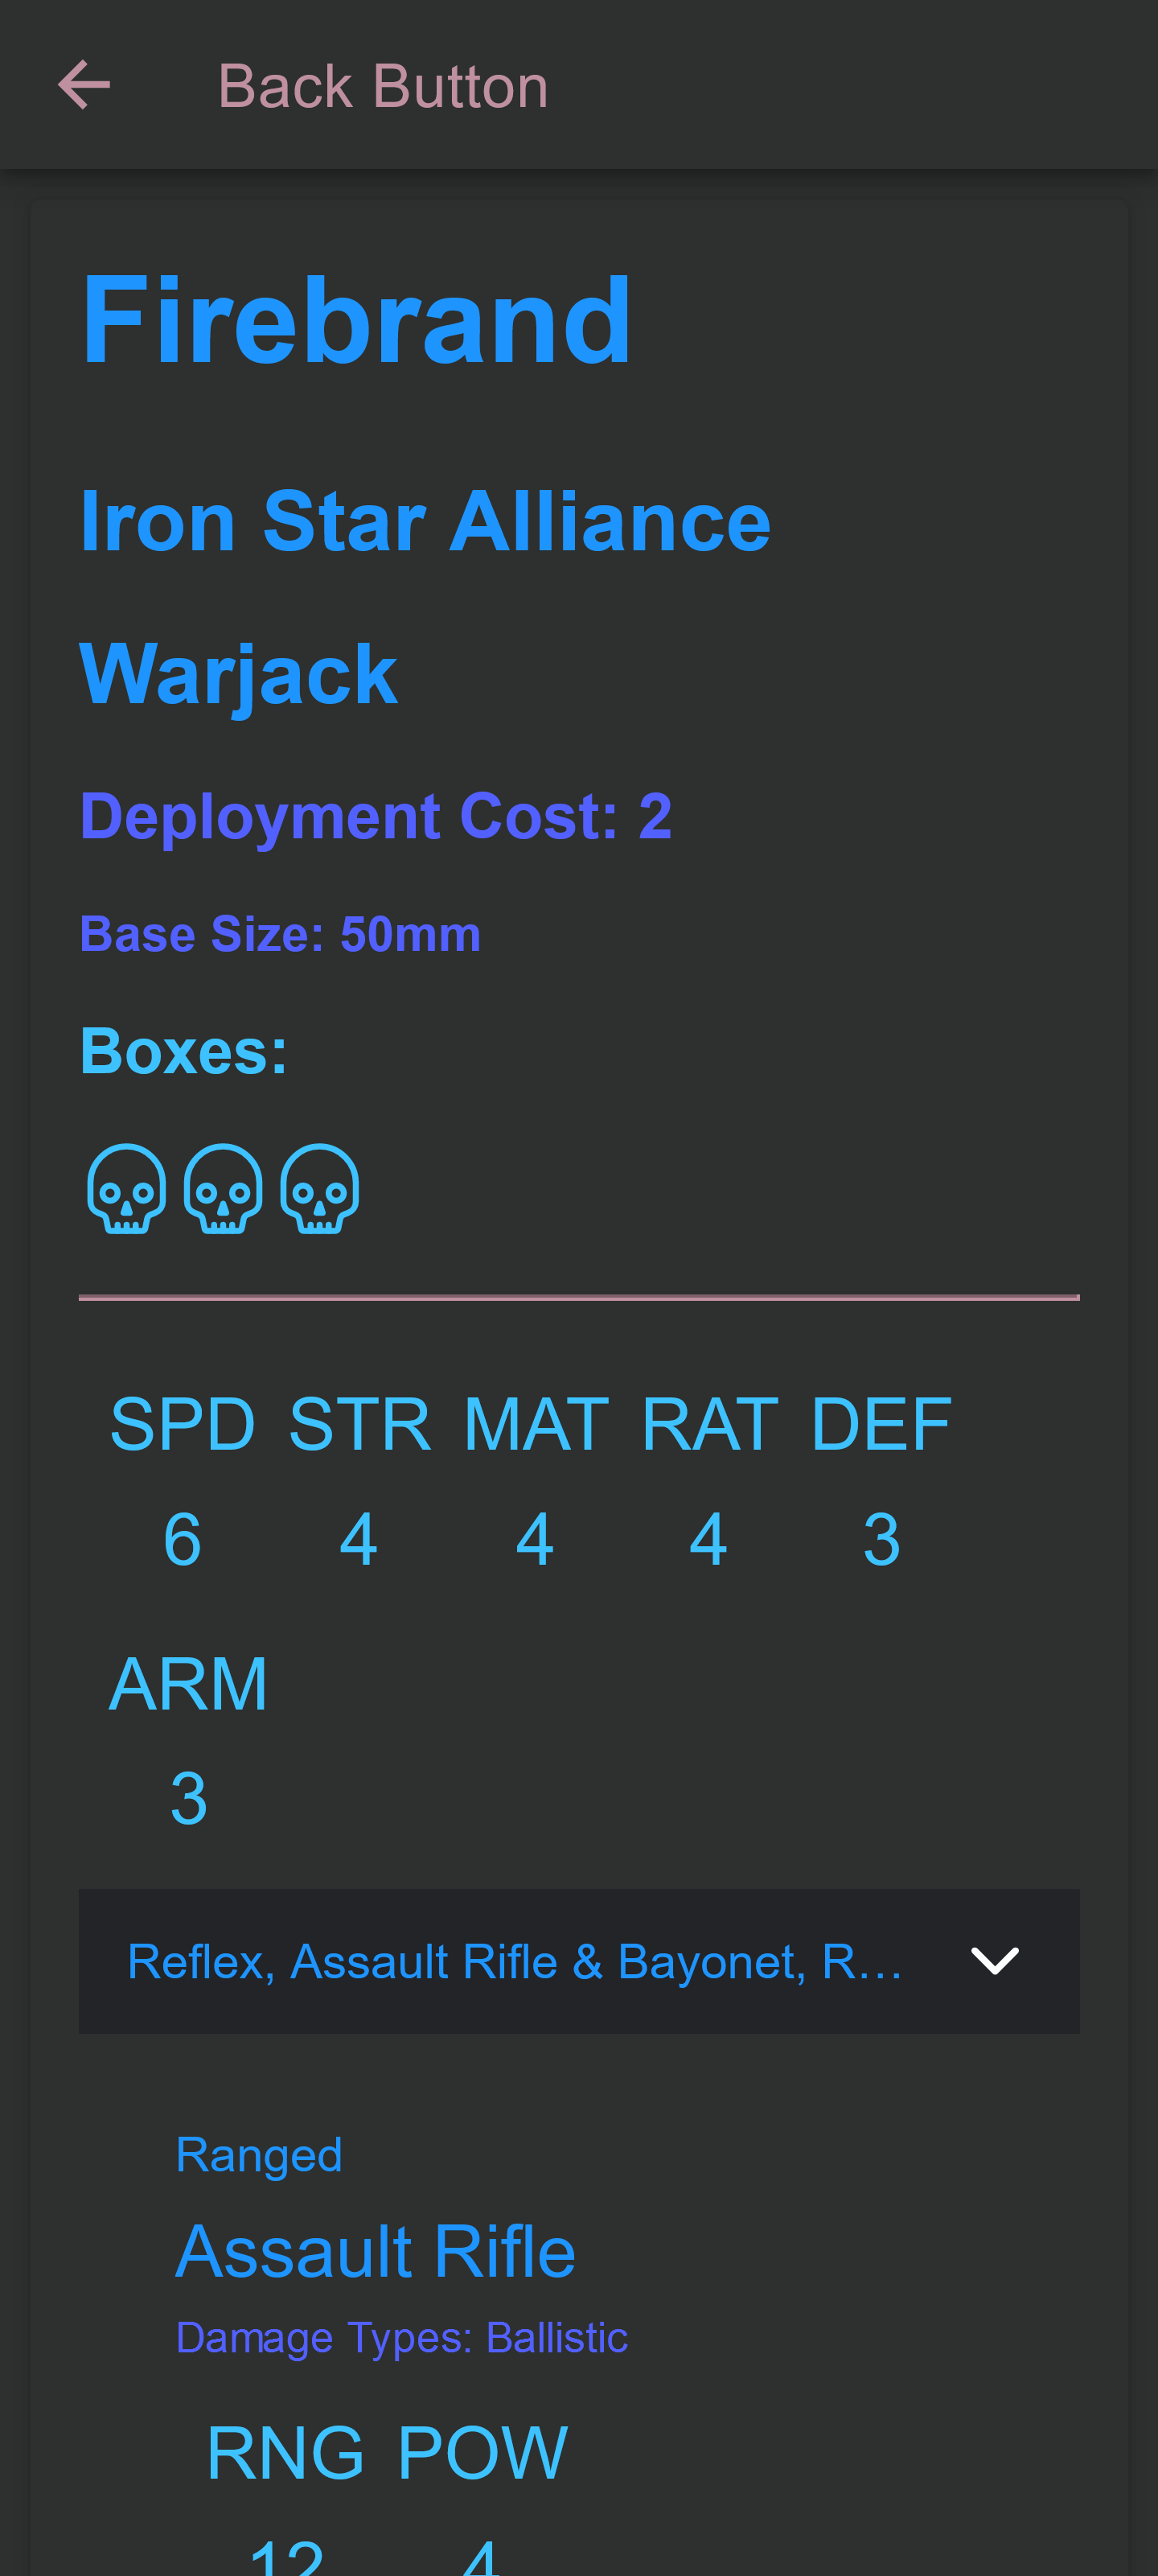 Back Button
Firebrand
Iron Star Alliance
Warjack
Deployment Cost: 2
Base Size: 50mm
Boxes:
SPD STR MAT RAT DEF
6 4 4 4 3
ARM
3
Reflex, Assault Rifle & Bayonet, R...
Ranged
Assault Rifle
Damage Types: Ballistic
RNG POW
12 4